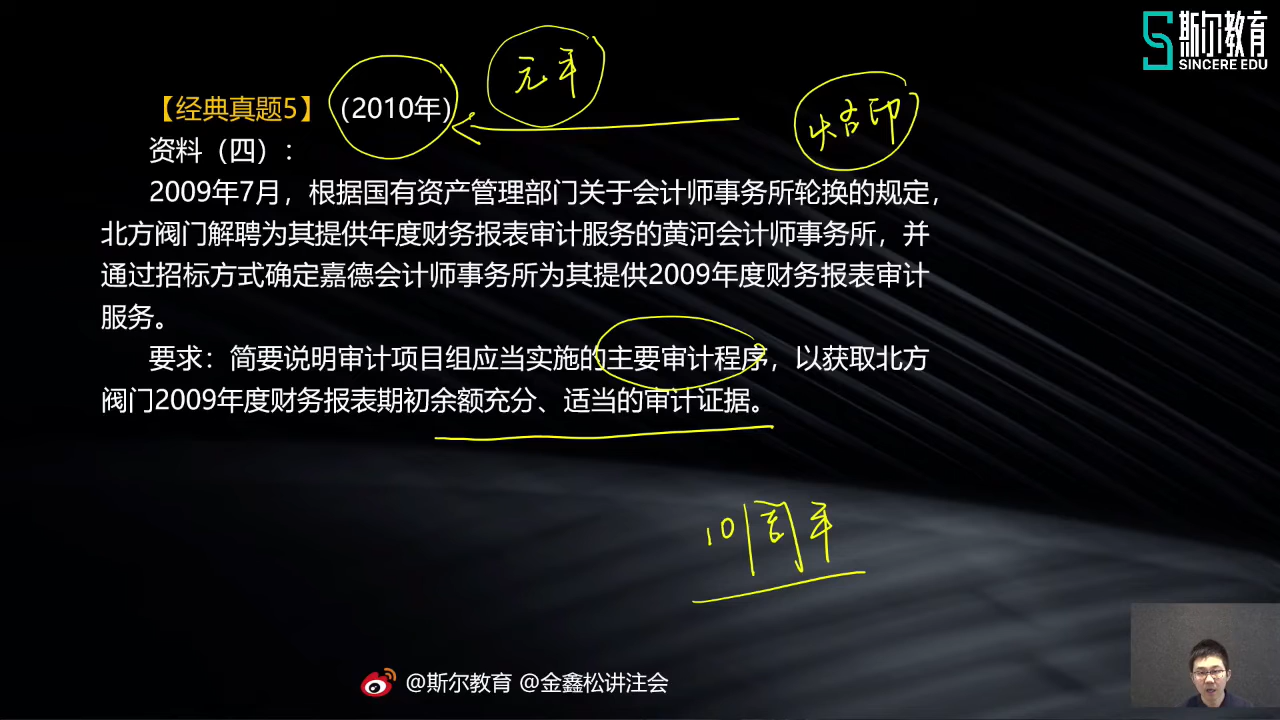 斯尔教育
SINCERE EDU
元年
烙印
【经典真题5】（2010年）
资料（四）：
2009年7月，根据国有资产管理部门关于会计师事务所轮换的规定，
北方阀门解聘为其提供年度财务报表审计服务的黄河会计师事务所，并
通过招标方式确定嘉德会计师事务所为其提供2009年度财务报表审计
服务。
要求：简要说明审计项目组应当实施的主要审计程序，以获取北方
阀门2009年度财务报表期初余额充分、适当的审计证据。
10周年
@斯尔教育 @金鑫松讲注会